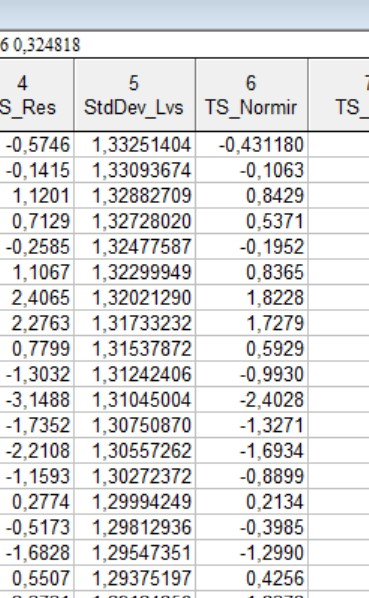 6 0,324818
4 5 6 7
S_Res StdDev_Lvs TS_Normir TS_
-0,5746 1,33251404 -0,431180
-0,1415 1,33093674 -0,1063
1,1201 1,32882709 0,8429
0,7129 1,32728020 0,5371
-0,2585 1,32477587 -0,1952
1,1067 1,32299949 0,8365
2,4065 1,32021290 1,8228
2,2763 1,31733232 1,7279
0,7799 1,31537872 0,5929
-1,3032 1,31242406 -0,9930
-3,1488 1,31045004 -2,4028
-1,7352 1,30750870 -1,3271
-2,2108 1,30557262 -1,6934
-1,1593 1,30272372 -0,8899
0,2774 1,29994249 0,2134
-0,5173 1,29812936 -0,3985
-1,6828 1,29547351 -1,2990
0,5507 1,29375197 0,4256